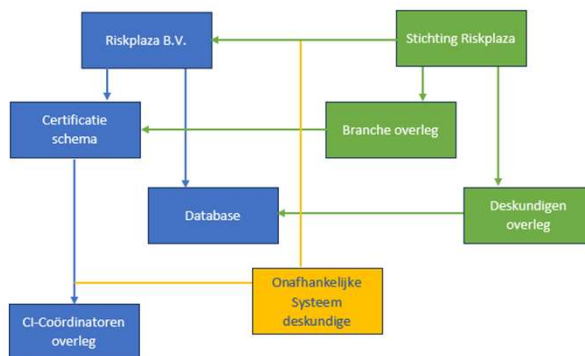 Riskplaza B.V.
Stichting Riskplaza
Certificatie
schema
Branche overleg
Database
Deskundigen
overleg
Onafhankelijke
Systeem
deskundige
CI-Coördinatoren
overleg